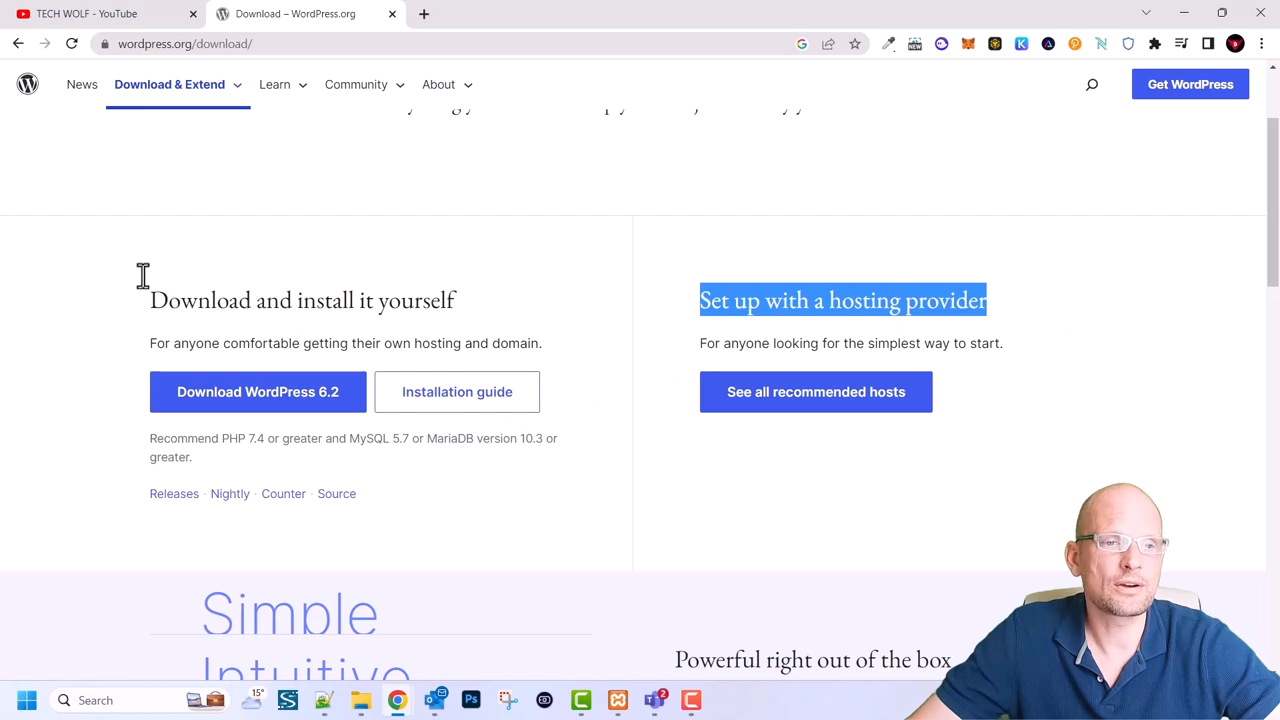 TECH WOLF - YouTube
Download – WordPress.org
wordpress.org/download/
NEW
News
Download & Extend
Learn
Community
About
Get WordPress
Download and install it yourself
For anyone comfortable getting their own hosting and domain.
Download WordPress 6.2
Installation guide
Recommend PHP 7.4 or greater and MySQL 5.7 or MariaDB version 10.3 or
greater.
Releases · Nightly · Counter · Source
Set up with a hosting provider
For anyone looking for the simplest way to start.
See all recommended hosts
Simple
Intuitive
Powerful right out of the box
Search
15°
Ps
2